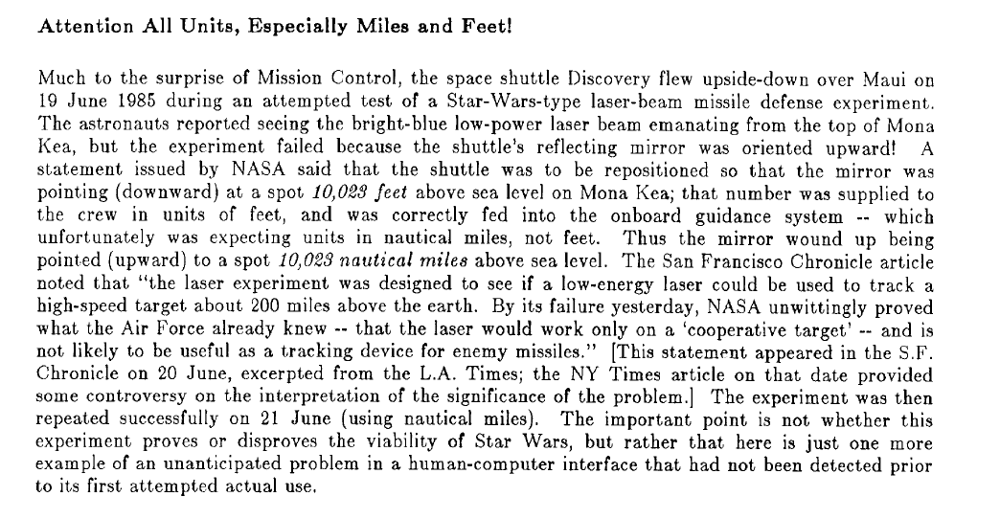 Attention All Units, Especially Miles and Feet!
Much to the surprise of Mission Control, the space shuttle Discovery flew upside-down over Maui on
19 June 1985 during an attempted test of a Star-Wars-type laser-beam missile defense experiment.
The astronauts reported seeing the bright-blue low-power laser beam emanating from the top of Mona
Kea, but the experiment failed because the shuttle's reflecting mirror was oriented upward! A
statement issued by NASA said that the shuttle was to be repositioned so that the mirror was
pointing (downward) at a spot 10,023 feet above sea level on Mona Kea; that number was supplied to
the crew in units of feet, and was correctly fed into the onboard guidance system -- which
unfortunately was expecting units in nautical miles, not feet. Thus the mirror wound up being
pointed (upward) to a spot 10,023 nautical miles above sea level. The San Francisco Chronicle article
noted that "the laser experiment was designed to see if a low-energy laser could be used to track a
high-speed target about 200 miles above the earth. By its failure yesterday, NASA unwittingly proved
what the Air Force already knew -- that the laser would work only on a 'cooperative target' -- and is
not likely to be useful as a tracking device for enemy missiles." [This statement appeared in the S.F.
Chronicle on 20 June, excerpted from the L.A. Times; the NY Times article on that date provided
some controversy on the interpretation of the significance of the problem.] The experiment was then
repeated successfully on 21 June (using nautical miles). The important point is not whether this
experiment proves or disproves the viability of Star Wars, but rather that here is just one more
example of an unanticipated problem in a human-computer interface that had not been detected prior
to its first attempted actual use.